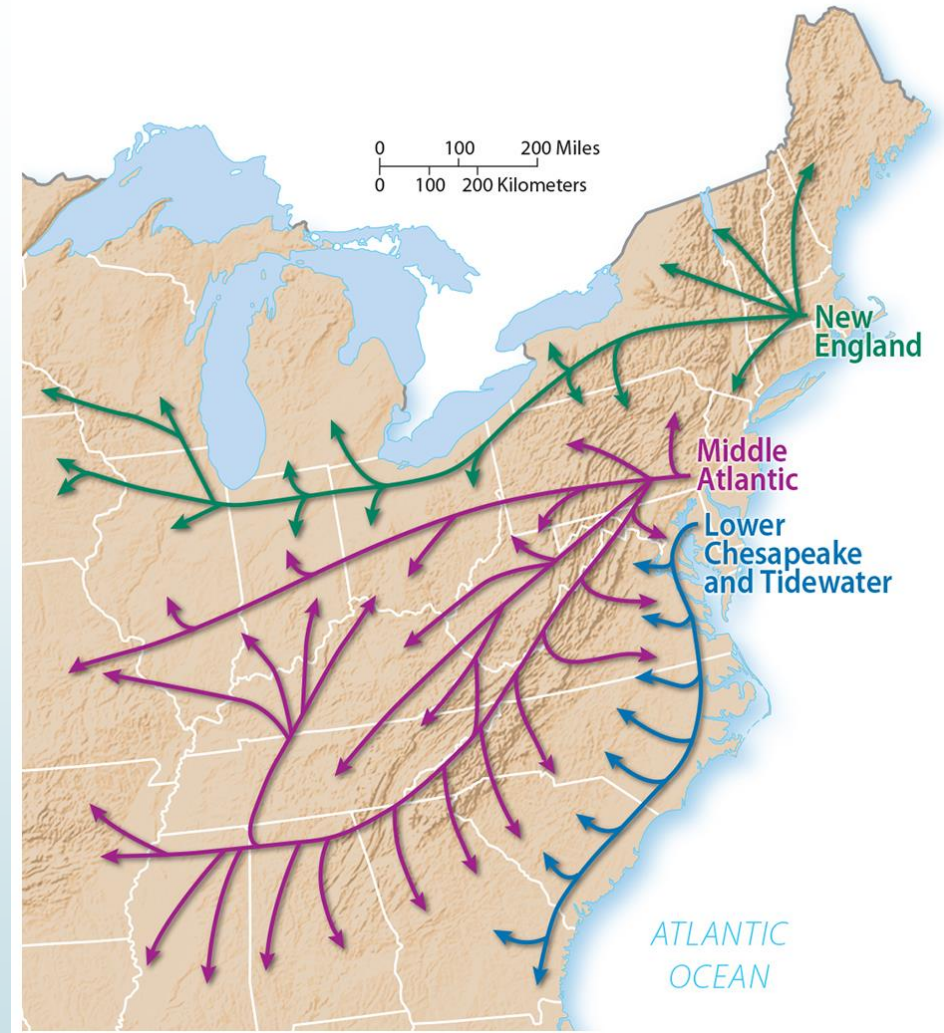 0 100 200 Miles
0 100 200 Kilometers
New
England
Middle
Atlantic
Lower
Chesapeake
and Tidewater
ATLANTIC
OCEAN